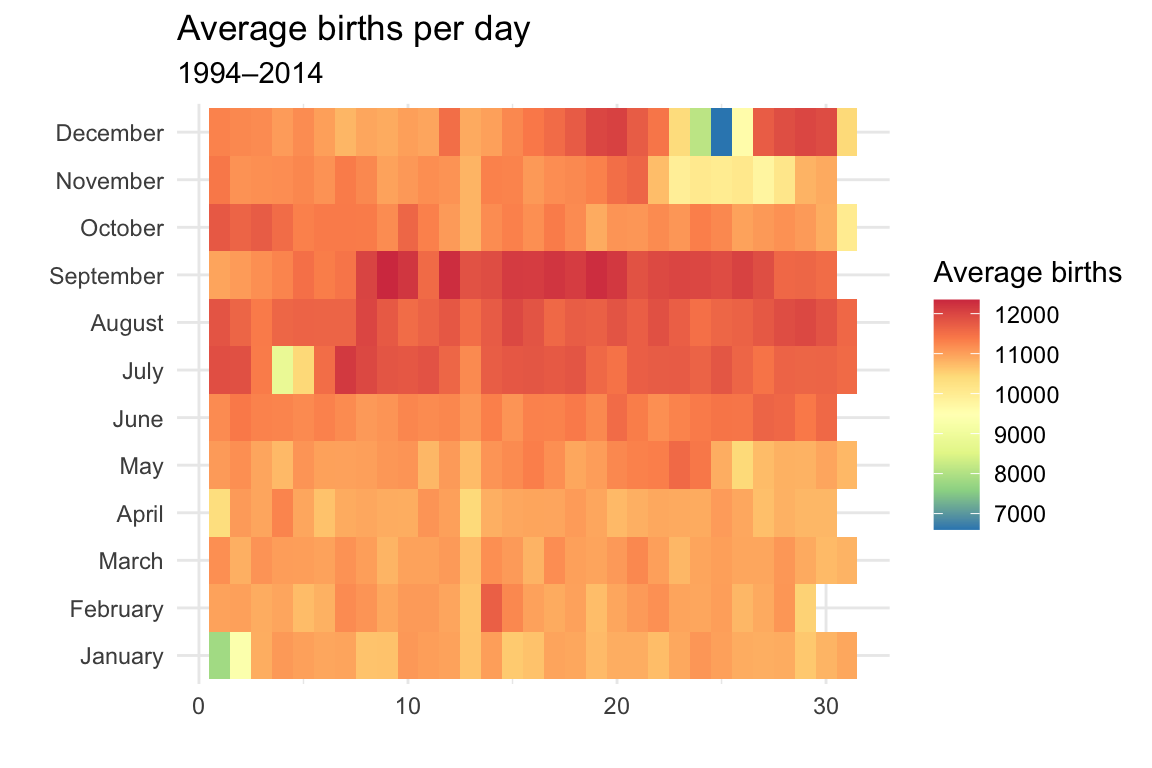 Average births per day
1994–2014
December
November
October
September
August
July
June
May
April
March
February
January
0 10 20 30
Average births
12000
11000
10000
9000
8000
7000